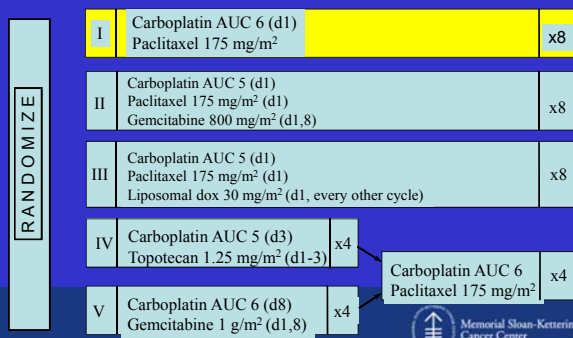 RANDOMIZE
I
Carboplatin AUC 6 (d1)
Paclitaxel 175 mg/m²
x8
II
Carboplatin AUC 5 (d1)
Paclitaxel 175 mg/m² (d1)
Gemcitabine 800 mg/m² (d1,8)
x8
III
Carboplatin AUC 5 (d1)
Paclitaxel 175 mg/m² (d1)
Liposomal dox 30 mg/m² (d1, every other cycle)
x8
IV
Carboplatin AUC 5 (d3)
Topotecan 1.25 mg/m² (d1-3)
x4
V
Carboplatin AUC 6 (d8)
Gemcitabine 1 g/m² (d1,8)
x4
Carboplatin AUC 6
Paclitaxel 175 mg/m²
x4
Memorial Sloan-Kettering
Cancer Center